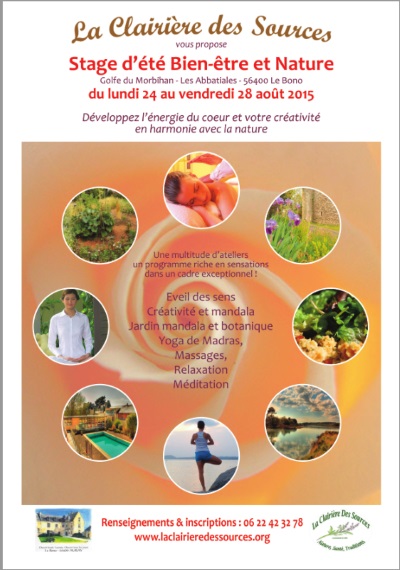 La Clairière des Sources
vous propose
Stage d'été Bien-être et Nature
Golfe du Morbihan - Les Abbatiales - 56400 Le Bono
du lundi 24 au vendredi 28 août 2015
Développez l'énergie du coeur et votre créativité
en harmonie avec la nature
Une multitude d'ateliers
un programme riche en sensations
dans un cadre exceptionnel !
Eveil des sens
Créativité et mandala
Jardin mandala et botanique
Yoga de Madras,
Massages,
Relaxation
Méditation
Renseignements & inscriptions : 06 22 42 32 78
www.laclairieredessources.org
La Clairière Des Sources